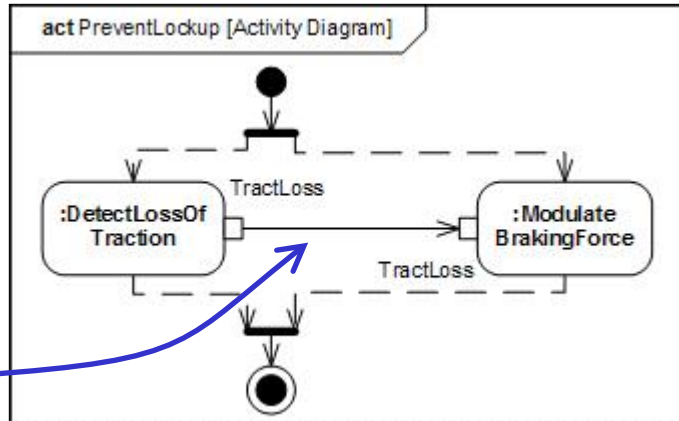 act PreventLockup [Activity Diagram]
TractLoss
:DetectLossOf
Traction
:Modulate
BrakingForce
TractLoss